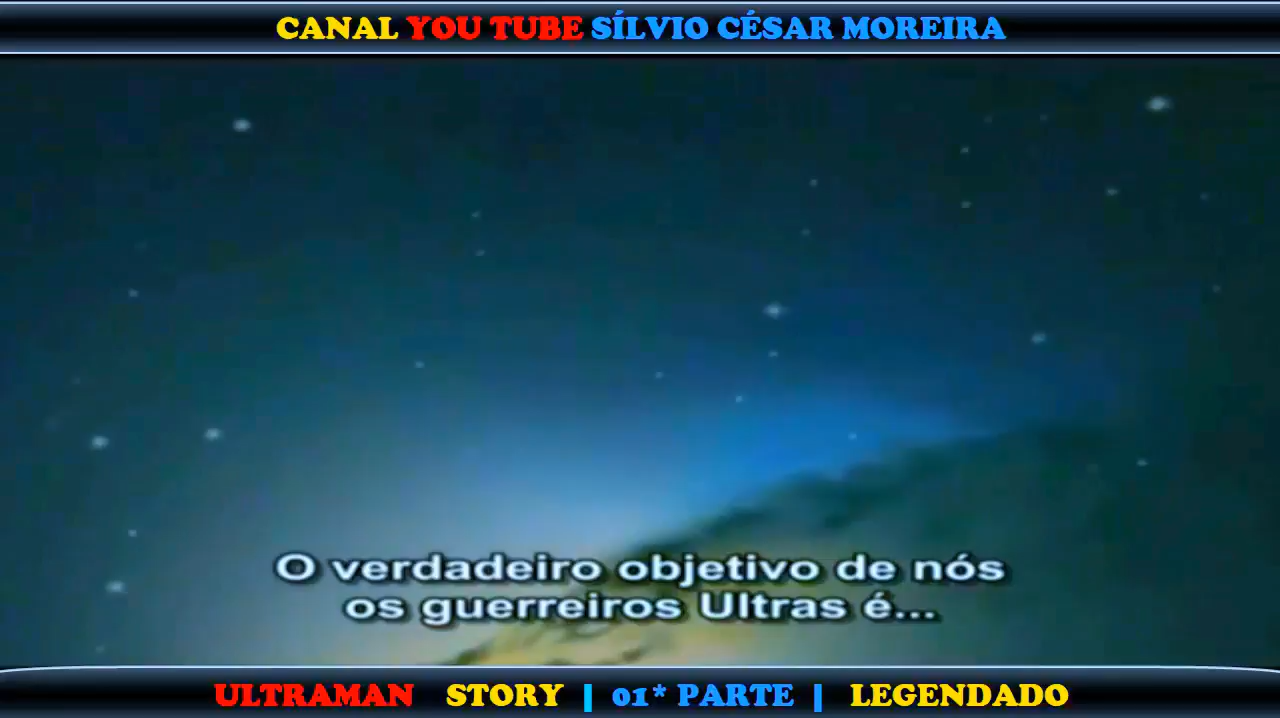 CANAL YOU TUBE SÍLVIO CÉSAR MOREIRA
O verdadeiro objetivo de nós
os guerreiros Ultras é...
ULTRAMAN STORY | 01* PARTE | LEGENDADO